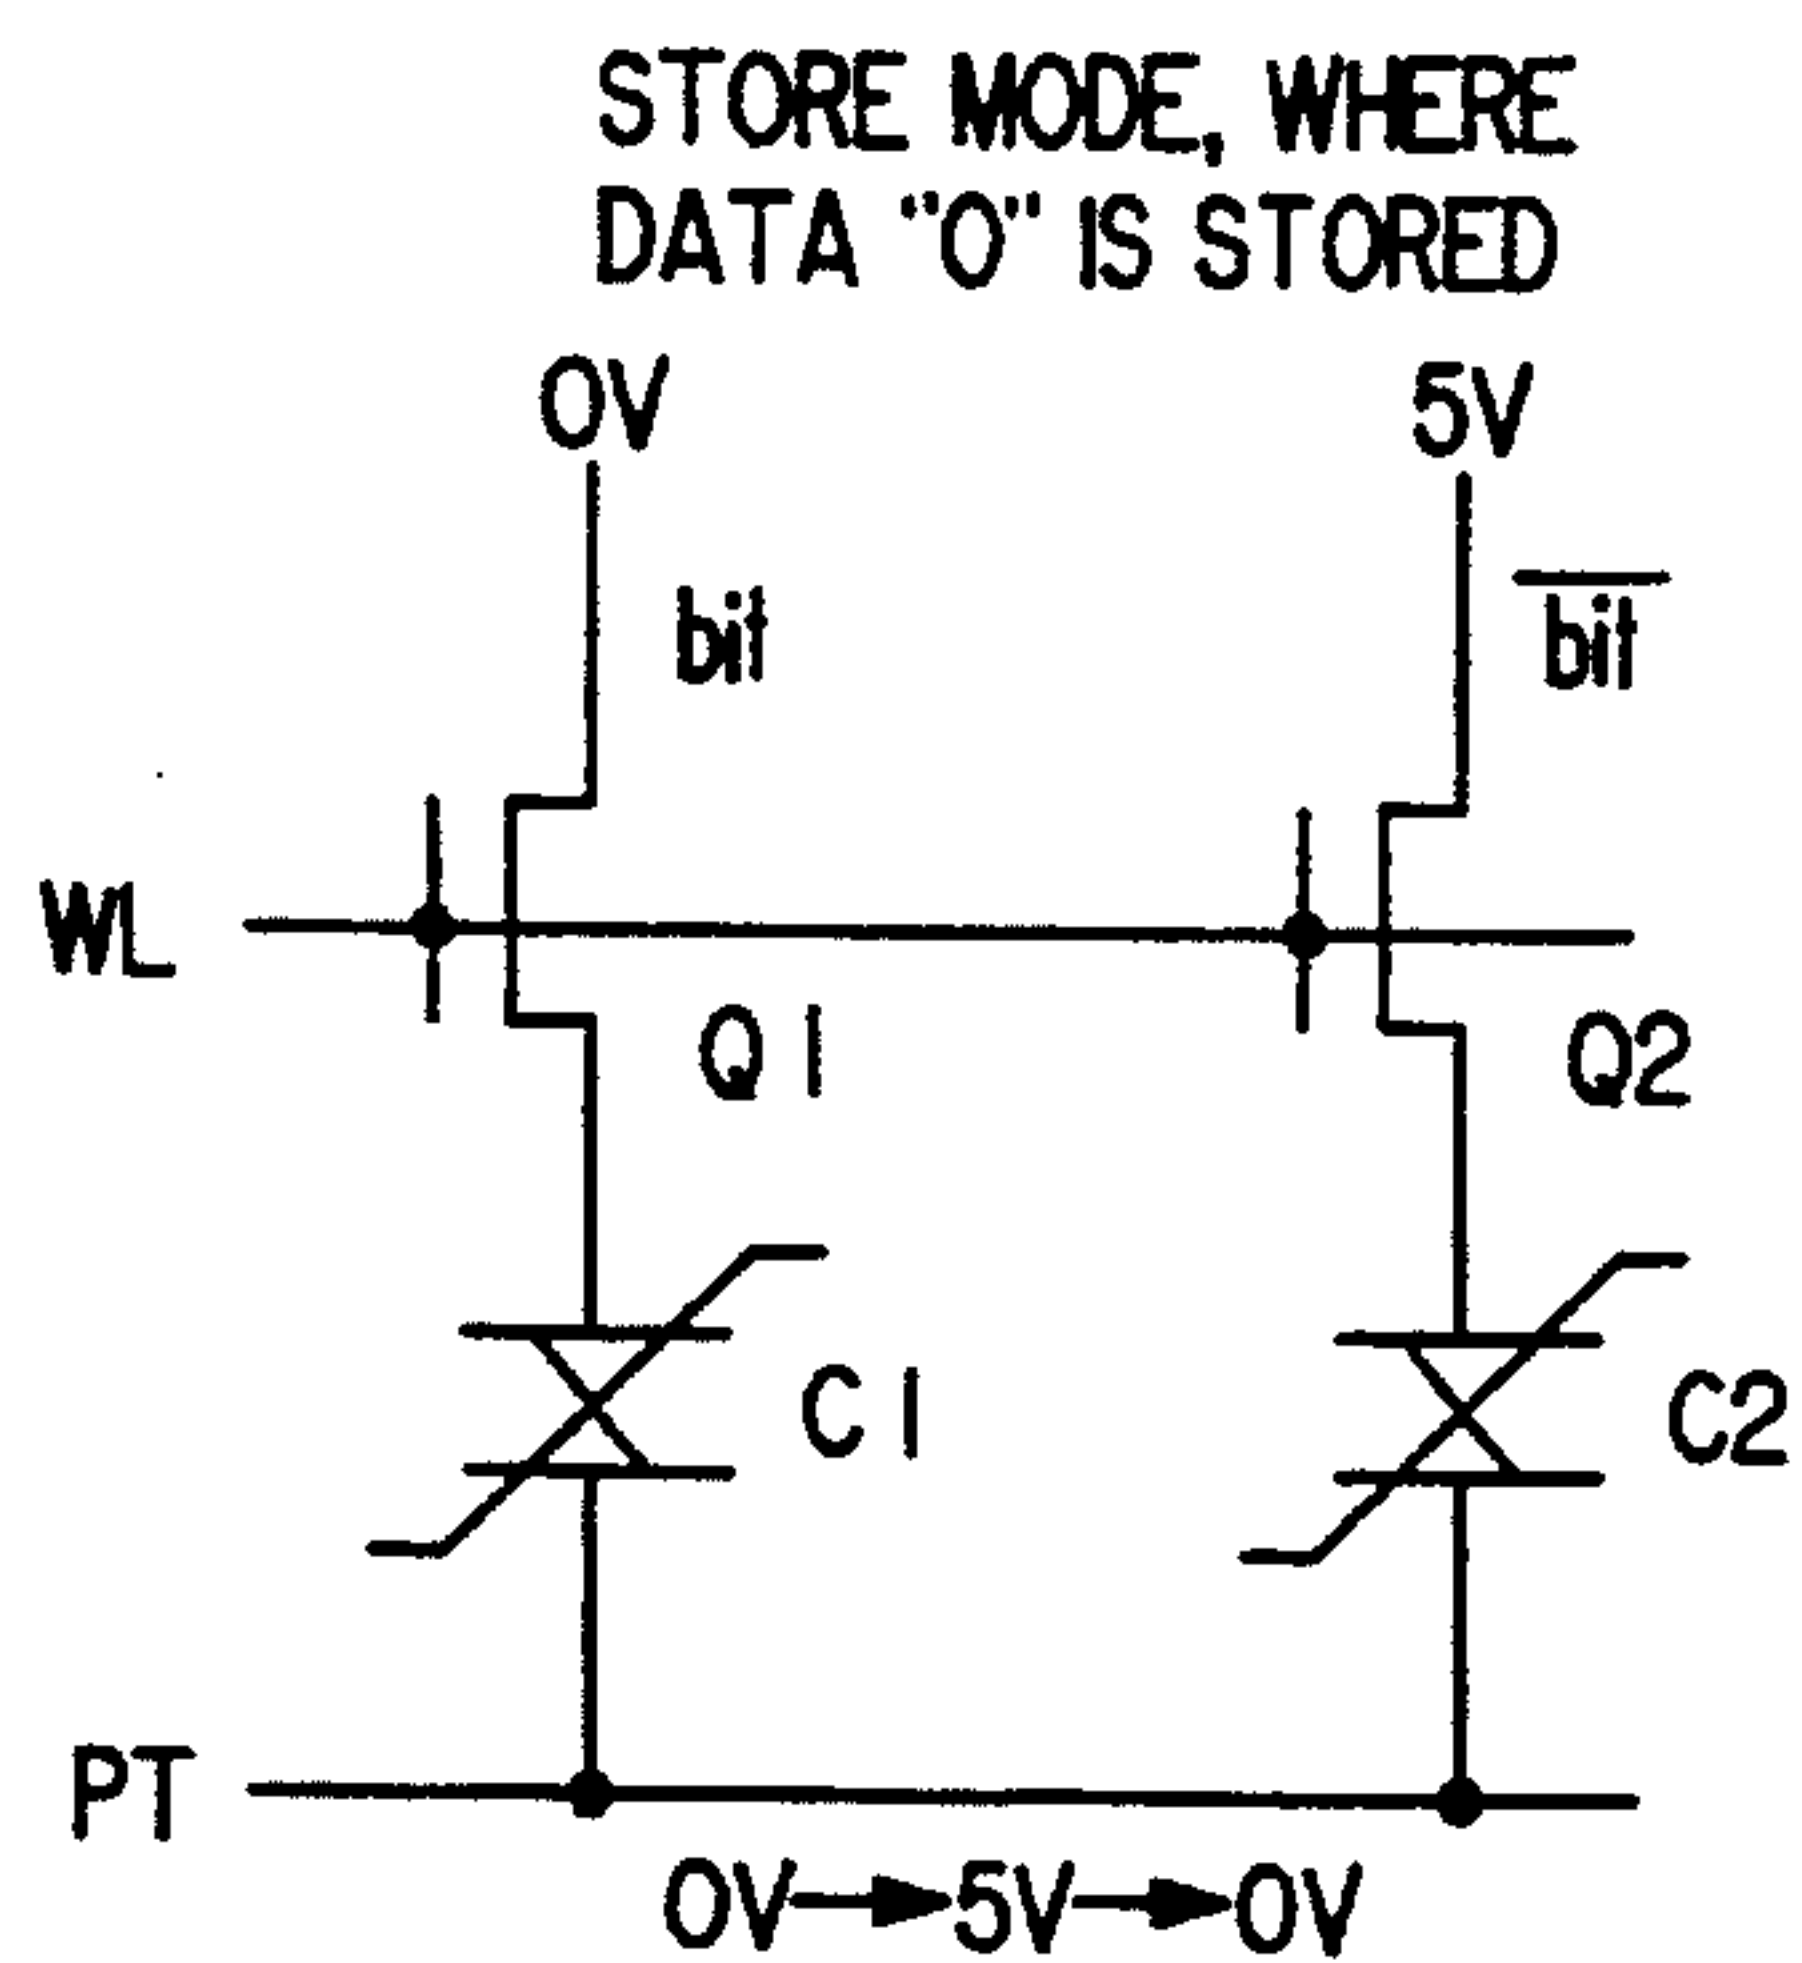 STORE MODE, WHERE
DATA "0" IS STORED
0V
5V
bit
b̅i̅t̅
WL
Q1
Q2
C1
C2
PT
0V→5V→0V